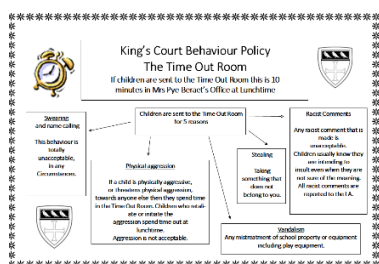 King's Court Behaviour Policy
The Time Out Room
If children are sent to the Time Out Room this is 10
minutes in Mrs Pye Beraet's Office at Lunchtime
Children are sent to the Time Out Room
for 5 reasons
Swearing
and name-calling
This behaviour is
totally
unacceptable,
in any
Circumstances.
Physical aggression
If a child is physically aggressive,
or threatens physical aggression,
towards anyone else then they spend time
in the Time Out Room. Children who retali-
ate or initiate the
aggression spend time out at
lunchtime.
Aggression is not acceptable.
Stealing
Taking
something that
does not
belong to you.
Racist Comments
Any racist comment that is
made is
unacceptable.
Children usually know they
are intending to
insult even when they are
not sure of the meaning.
All racist comments are
reported to the
Vandalism
Any mistreatment of school property or equipment
including play equipment.